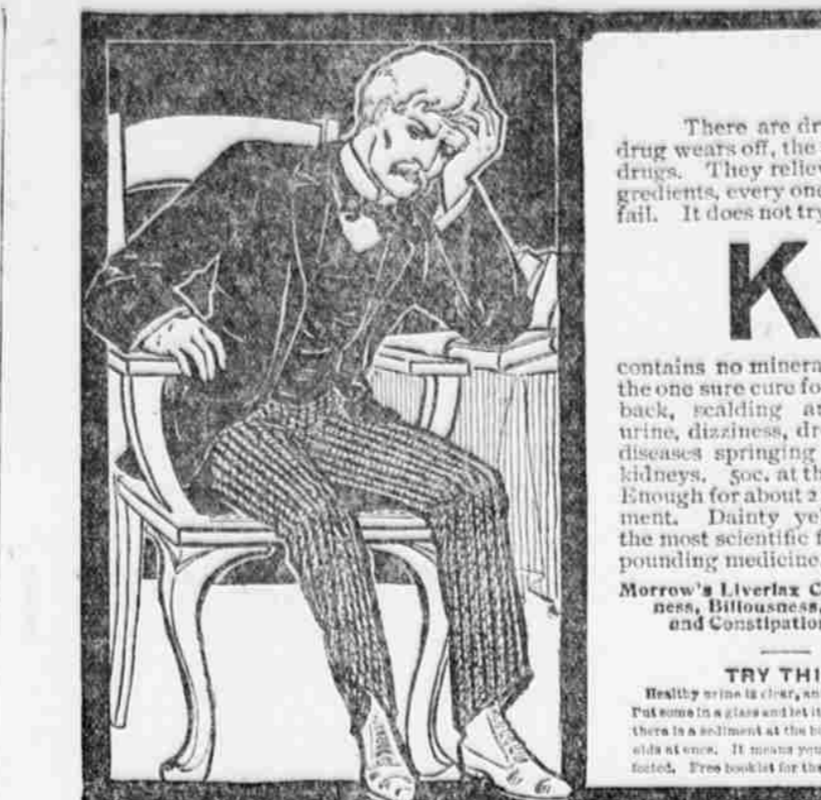 There are dr
drug wears off, the
drugs. They reliev
gredients, every one
fail. It does not try
K
contains no minera
the one sure cure fo
back, scalding an
urine, dizziness, dr
diseases springing
kidneys. 50c. at th
Enough for about 2
ment. Dainty yel
the most scientific f
pounding medicine
Morrow's Liverlax C
ness, Biliousness,
and Constipation
TRY THI
Healthy urine is clear, an
Put some in a glass and let it
there is a sediment at the bo
aids at once. It means you
fected. Free booklet for the